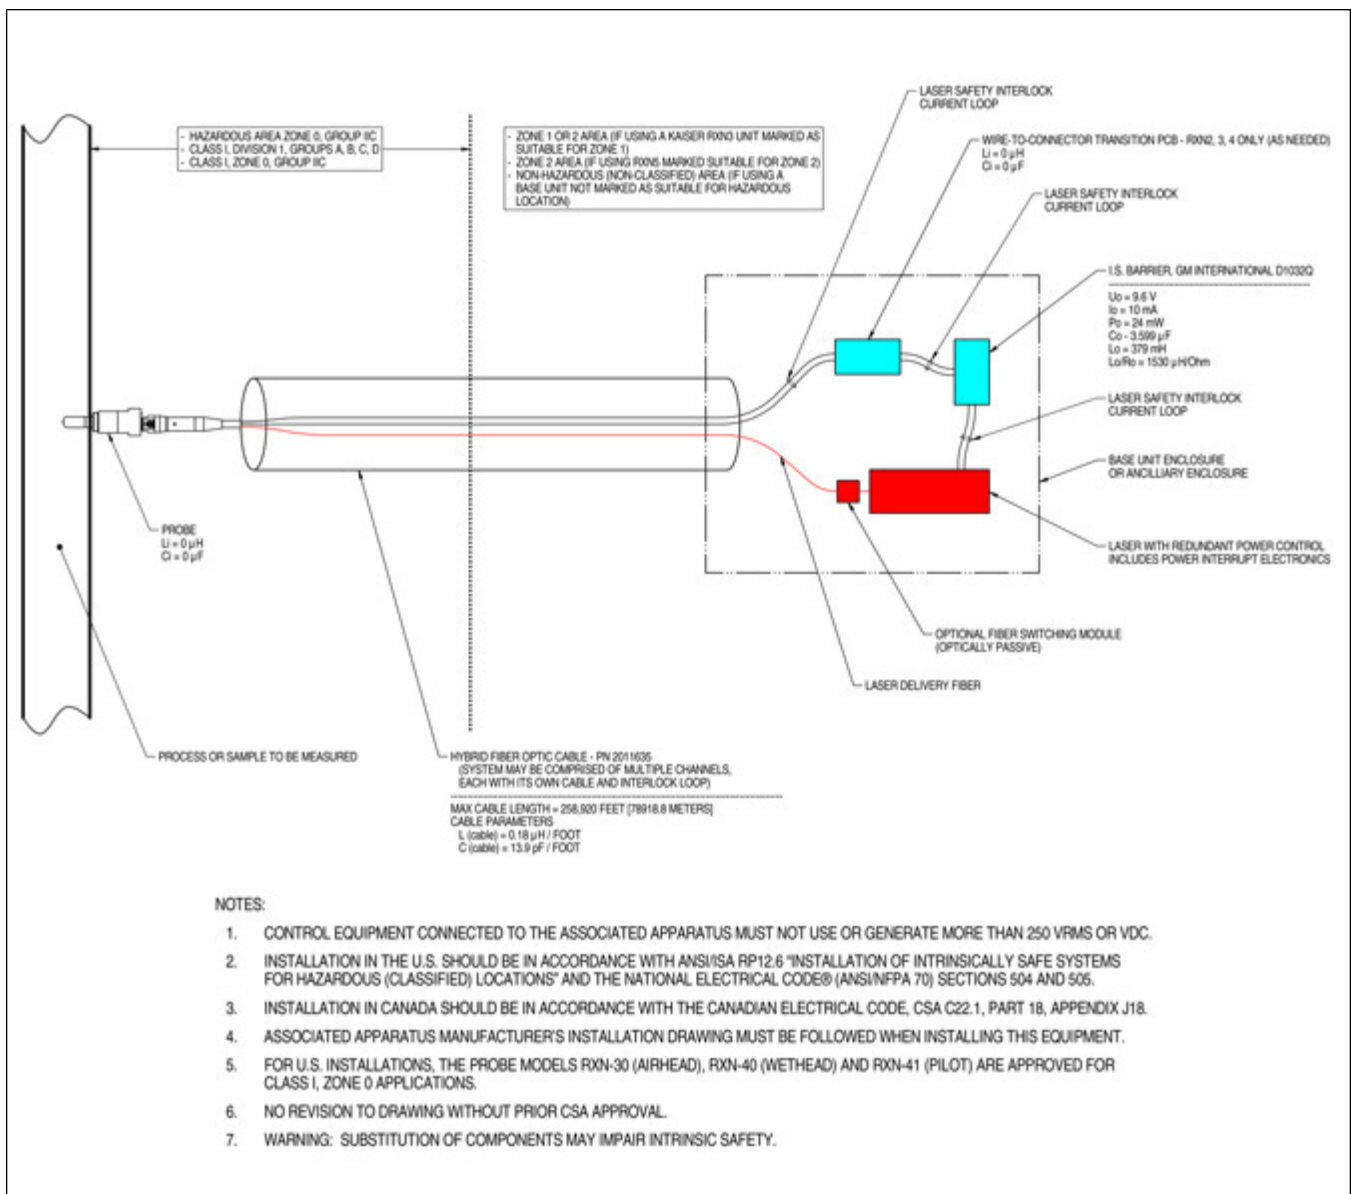 LASER SAFETY INTERLOCK
CURRENT LOOP
- HAZARDOUS AREA ZONE 0, GROUP IIC
- CLASS I, DIVISION 1, GROUPS A, B, C, D
- CLASS I, ZONE 0, GROUP IIC
- ZONE 1 OR 2 AREA (IF USING A KAISER RXN3 UNIT MARKED AS
SUITABLE FOR ZONE 1)
- ZONE 2 AREA (IF USING RXN5 MARKED SUITABLE FOR ZONE 2)
- NON-HAZARDOUS (NON-CLASSIFIED) AREA (IF USING A
BASE UNIT NOT MARKED AS SUITABLE FOR HAZARDOUS
LOCATION)
WIRE-TO-CONNECTOR TRANSITION PCB - RXN2, 3, 4 ONLY (AS NEEDED)
Li = 0 µH
Ci = 0 µF
LASER SAFETY INTERLOCK
CURRENT LOOP
I.S. BARRIER, GM INTERNATIONAL D1032Q
Uo = 9.6 V
Io = 10 mA
Po = 24 mW
Co - 3.599 µF
Lo = 379 mH
Lo/Ro = 1530 µH/Ohm
LASER SAFETY INTERLOCK
CURRENT LOOP
BASE UNIT ENCLOSURE
OR ANCILLIARY ENCLOSURE
PROBE
Li = 0 µH
Ci = 0 µF
LASER WITH REDUNDANT POWER CONTROL
INCLUDES POWER INTERRUPT ELECTRONICS
OPTIONAL FIBER SWITCHING MODULE
(OPTICALLY PASSIVE)
LASER DELIVERY FIBER
PROCESS OR SAMPLE TO BE MEASURED
HYBRID FIBER OPTIC CABLE - PN 2011635
(SYSTEM MAY BE COMPRISED OF MULTIPLE CHANNELS,
EACH WITH ITS OWN CABLE AND INTERLOCK LOOP)
MAX CABLE LENGTH = 258,920 FEET [78918.8 METERS]
CABLE PARAMETERS
L (cable) = 0.18 µH / FOOT
C (cable) = 13.9 pF / FOOT
NOTES:
1. CONTROL EQUIPMENT CONNECTED TO THE ASSOCIATED APPARATUS MUST NOT USE OR GENERATE MORE THAN 250 VRMS OR VDC.
2. INSTALLATION IN THE U.S. SHOULD BE IN ACCORDANCE WITH ANSI/ISA RP12.6 "INSTALLATION OF INTRINSICALLY SAFE SYSTEMS
FOR HAZARDOUS (CLASSIFIED) LOCATIONS" AND THE NATIONAL ELECTRICAL CODE® (ANSI/NFPA 70) SECTIONS 504 AND 505.
3. INSTALLATION IN CANADA SHOULD BE IN ACCORDANCE WITH THE CANADIAN ELECTRICAL CODE, CSA C22.1, PART 18, APPENDIX J18.
4. ASSOCIATED APPARATUS MANUFACTURER'S INSTALLATION DRAWING MUST BE FOLLOWED WHEN INSTALLING THIS EQUIPMENT.
5. FOR U.S. INSTALLATIONS, THE PROBE MODELS RXN-30 (AIRHEAD), RXN-40 (WETHEAD) AND RXN-41 (PILOT) ARE APPROVED FOR
CLASS I, ZONE 0 APPLICATIONS.
6. NO REVISION TO DRAWING WITHOUT PRIOR CSA APPROVAL.
7. WARNING: SUBSTITUTION OF COMPONENTS MAY IMPAIR INTRINSIC SAFETY.